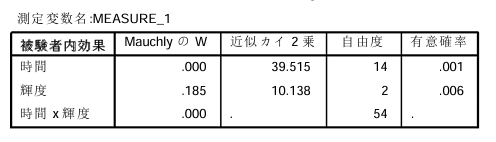 測定変数名:MEASURE_1
被験者内効果 Mauchly の W 近似カイ 2 乗 自由度 有意確率
時間 .000 39.515 14 .001
輝度 .185 10.138 2 .006
時間 x 輝度 .000 . 54 .